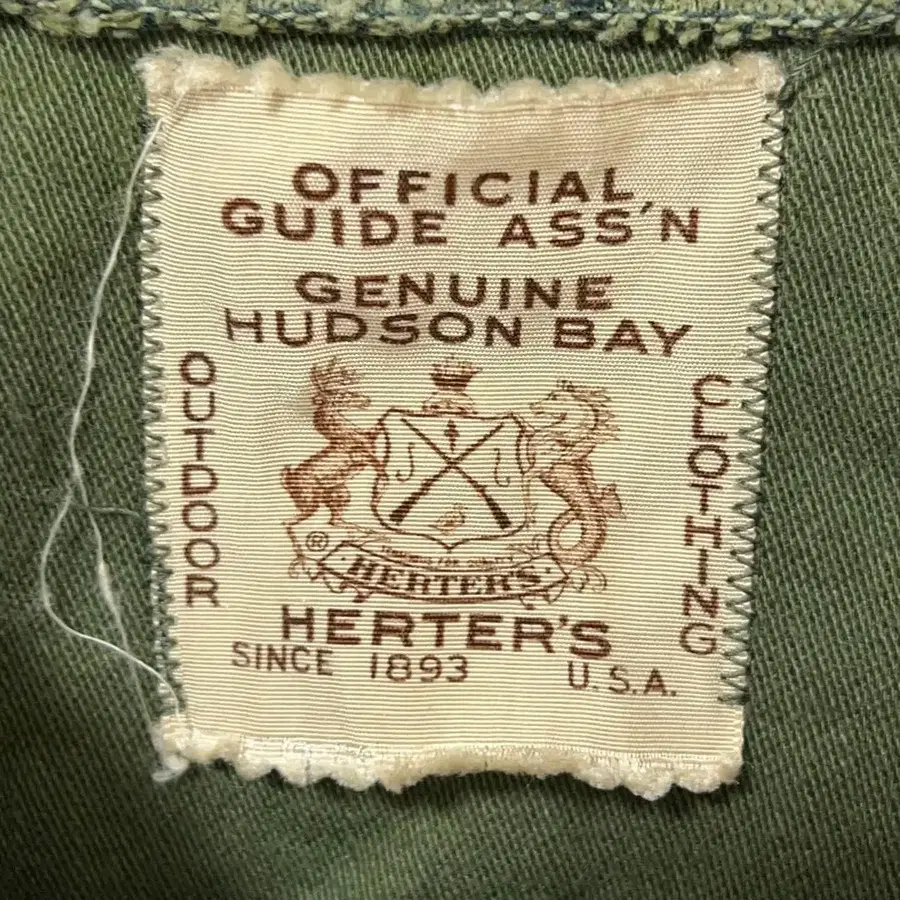 OFFICIAL
GUIDE ASS'N
GENUINE
HUDSON BAY
OUTDOOR
CLOTHING
®
HERTER'S
HERTER'S
SINCE 1893 U.S.A.